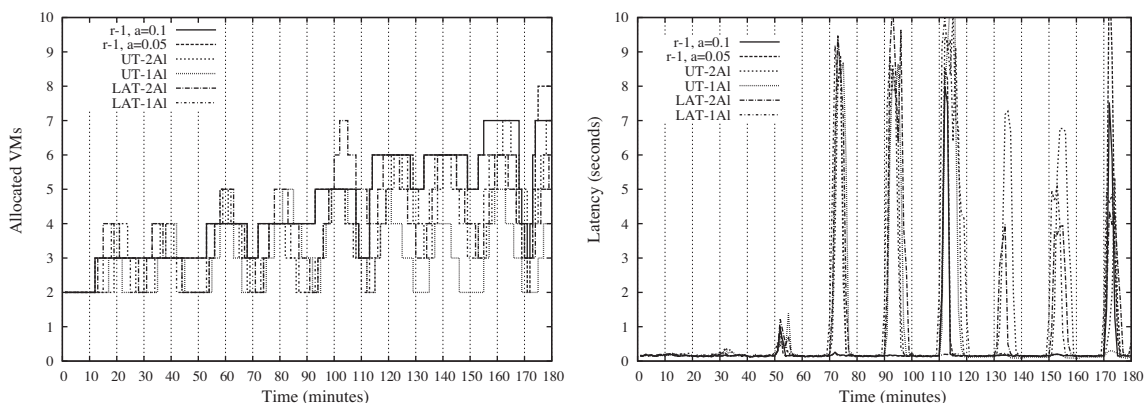 Allocated VMs
10
9
8
7
6
5
4
3
2
1
0
r-1, a=0.1
r-1, a=0.05
UT-2Al
UT-1Al
LAT-2Al
LAT-1Al
0 10 20 30 40 50 60 70 80 90 100 110 120 130 140 150 160 170 180
Time (minutes)
Latency (seconds)
10
9
8
7
6
5
4
3
2
1
0
r-1, a=0.1
r-1, a=0.05
UT-2Al
UT-1Al
LAT-2Al
LAT-1Al
0 10 20 30 40 50 60 70 80 90 100 110 120 130 140 150 160 170 180
Time (minutes)